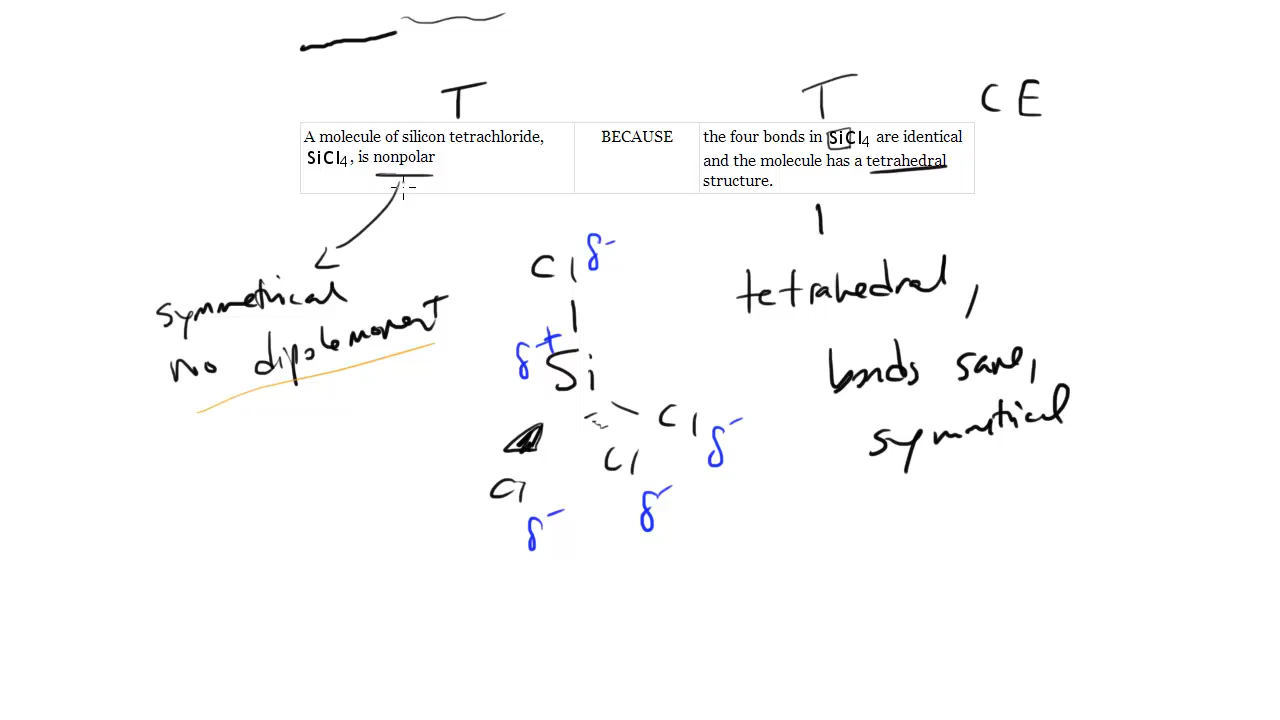 T T CE
A molecule of silicon tetrachloride, BECAUSE the four bonds in SiCl4 are identical
SiCl4, is nonpolar and the molecule has a tetrahedral
structure.
Cl δ-
tetrahedral,
symmetrical
no dipole moment
δ+
Si
bonds same,
Cl δ-
symmetrical
Cl
Cl
δ- δ-